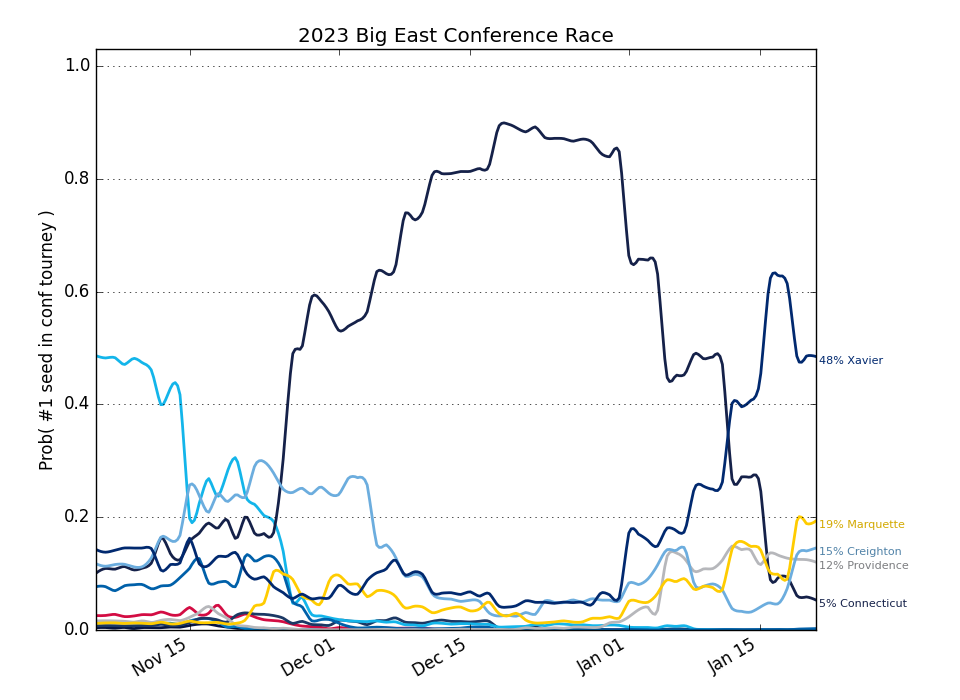 2023 Big East Conference Race
Prob( #1 seed in conf tourney )
1.0
0.8
0.6
0.4
0.2
0.0
48% Xavier
19% Marquette
15% Creighton
12% Providence
5% Connecticut
Nov 15
Dec 01
Dec 15
Jan 01
Jan 15